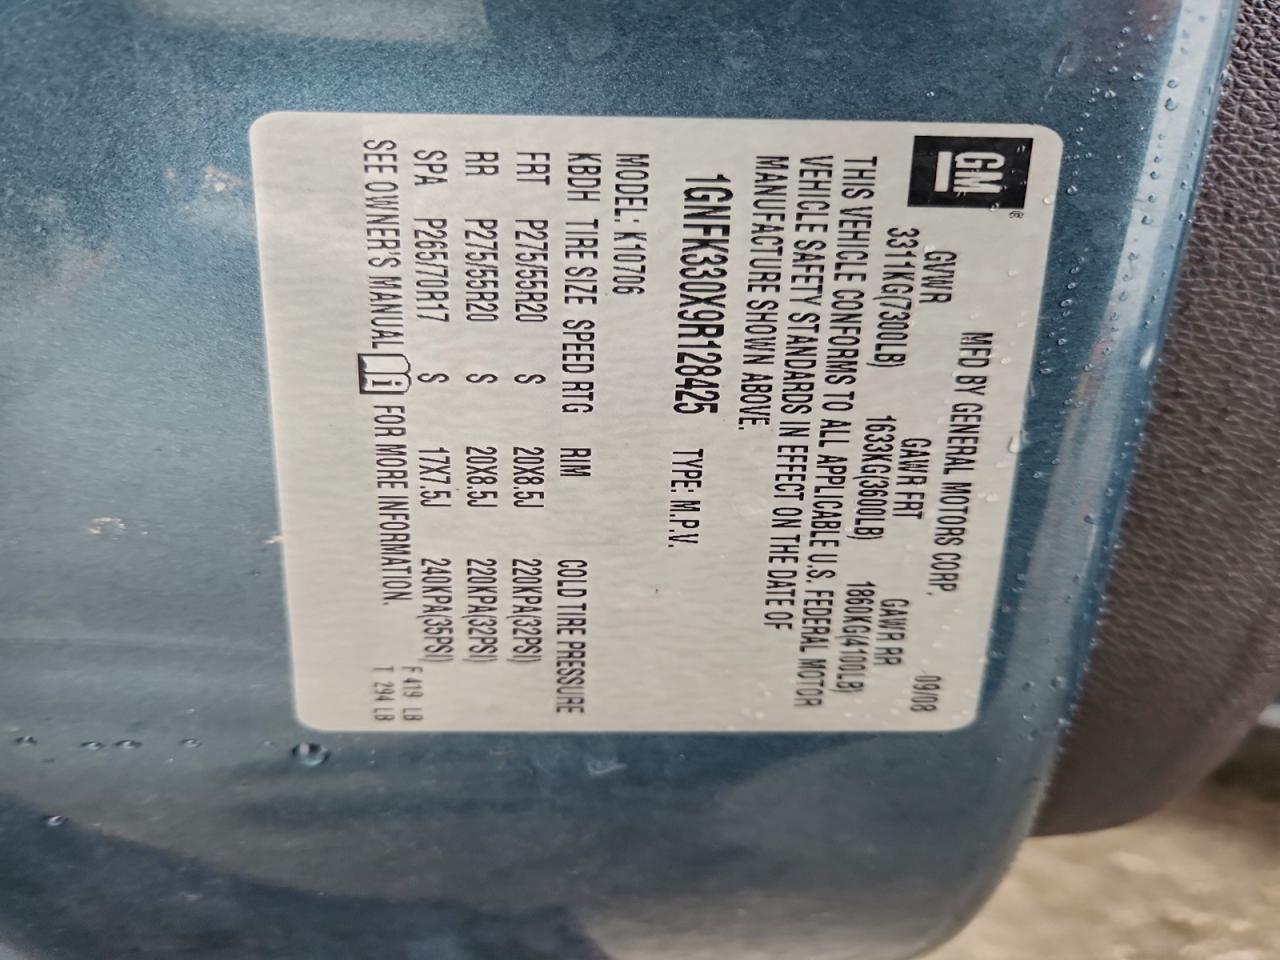 GM ®
MFD BY GENERAL MOTORS CORP. 09/08
GVWR GAWR FRT GAWR RR
3311KG(7300LB) 1633KG(3600LB) 1860KG(4100LB)
THIS VEHICLE CONFORMS TO ALL APPLICABLE U.S. FEDERAL MOTOR
VEHICLE SAFETY STANDARDS IN EFFECT ON THE DATE OF
MANUFACTURE SHOWN ABOVE.
1GNFK330X9R128425 TYPE: M.P.V.
MODEL: K10706
KBDH TIRE SIZE SPEED RTG RIM COLD TIRE PRESSURE
FRT P275/55R20 S 20X8.5J 220KPA(32PSI)
RR P275/55R20 S 20X8.5J 220KPA(32PSI)
SPA P265/70R17 S 17X7.5J 240KPA(35PSI)
SEE OWNER'S MANUAL i FOR MORE INFORMATION.
F 419 LB
T 294 LB